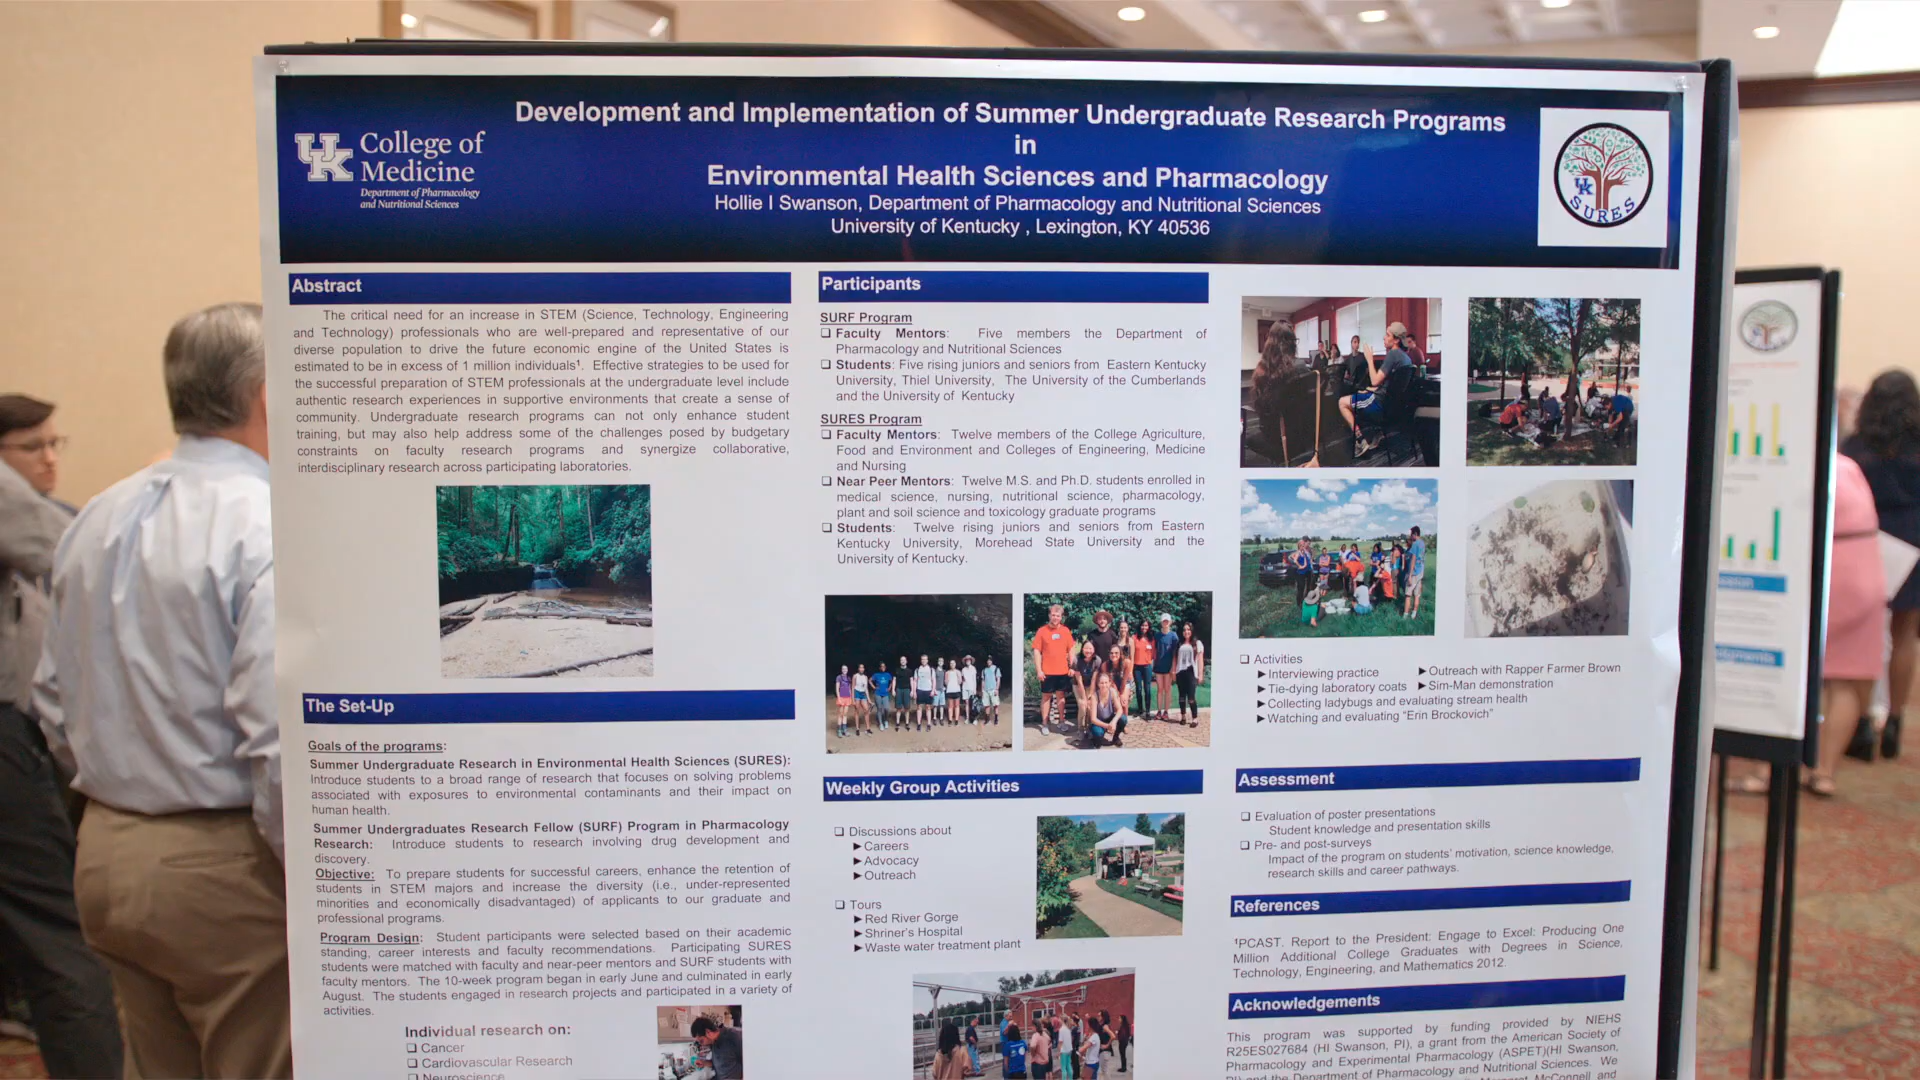 Development and Implementation of Summer Undergraduate Research Programs
in
Environmental Health Sciences and Pharmacology
Hollie I Swanson, Department of Pharmacology and Nutritional Sciences
University of Kentucky , Lexington, KY 40536
UK College of
Medicine
Department of Pharmacology
and Nutritional Sciences
UK
SURES
Abstract
The critical need for an increase in STEM (Science, Technology, Engineering
and Technology) professionals who are well-prepared and representative of our
diverse population to drive the future economic engine of the United States is
estimated to be in excess of 1 million individuals¹. Effective strategies to be used for
the successful preparation of STEM professionals at the undergraduate level include
authentic research experiences in supportive environments that create a sense of
community. Undergraduate research programs can not only enhance student
training, but may also help address some of the challenges posed by budgetary
constraints on faculty research programs and synergize collaborative,
interdisciplinary research across participating laboratories.
The Set-Up
Goals of the programs:
Summer Undergraduate Research in Environmental Health Sciences (SURES):
Introduce students to a broad range of research that focuses on solving problems
associated with exposures to environmental contaminants and their impact on
human health.
Summer Undergraduates Research Fellow (SURF) Program in Pharmacology
Research: Introduce students to research involving drug development and
discovery.
Objective: To prepare students for successful careers, enhance the retention of
students in STEM majors and increase the diversity (i.e., under-represented
minorities and economically disadvantaged) of applicants to our graduate and
professional programs.
Program Design: Student participants were selected based on their academic
standing, career interests and faculty recommendations. Participating SURES
students were matched with faculty and near-peer mentors and SURF students with
faculty mentors. The 10-week program began in early June and culminated in early
August. The students engaged in research projects and participated in a variety of
activities.
Individual research on:
❑ Cancer
❑ Cardiovascular Research
❑ Neuroscience
Participants
SURF Program
❑ Faculty Mentors: Five members the Department of
Pharmacology and Nutritional Sciences
❑ Students: Five rising juniors and seniors from Eastern Kentucky
University, Thiel University, The University of the Cumberlands
and the University of Kentucky
SURES Program
❑ Faculty Mentors: Twelve members of the College Agriculture,
Food and Environment and Colleges of Engineering, Medicine
and Nursing
❑ Near Peer Mentors: Twelve M.S. and Ph.D. students enrolled in
medical science, nursing, nutritional science, pharmacology,
plant and soil science and toxicology graduate programs
❑ Students: Twelve rising juniors and seniors from Eastern
Kentucky University, Morehead State University and the
University of Kentucky.
Weekly Group Activities
❑ Discussions about
►Careers
►Advocacy
►Outreach
❑ Tours
►Red River Gorge
►Shriner's Hospital
►Waste water treatment plant
❑ Activities
►Interviewing practice
►Tie-dying laboratory coats
►Collecting ladybugs and evaluating stream health
►Watching and evaluating “Erin Brockovich”
►Outreach with Rapper Farmer Brown
►Sim-Man demonstration
Assessment
❑ Evaluation of poster presentations
Student knowledge and presentation skills
❑ Pre- and post-surveys
Impact of the program on students' motivation, science knowledge,
research skills and career pathways.
References
¹PCAST. Report to the President: Engage to Excel: Producing One
Million Additional College Graduates with Degrees in Science,
Technology, Engineering, and Mathematics 2012.
Acknowledgements
This program was supported by funding provided by NIEHS
R25ES027684 (HI Swanson, PI), a grant from the American Society of
Pharmacology and Experimental Pharmacology (ASPET)(HI Swanson,
PI) and the Department of Pharmacology and Nutritional Sciences. We
McConnell and